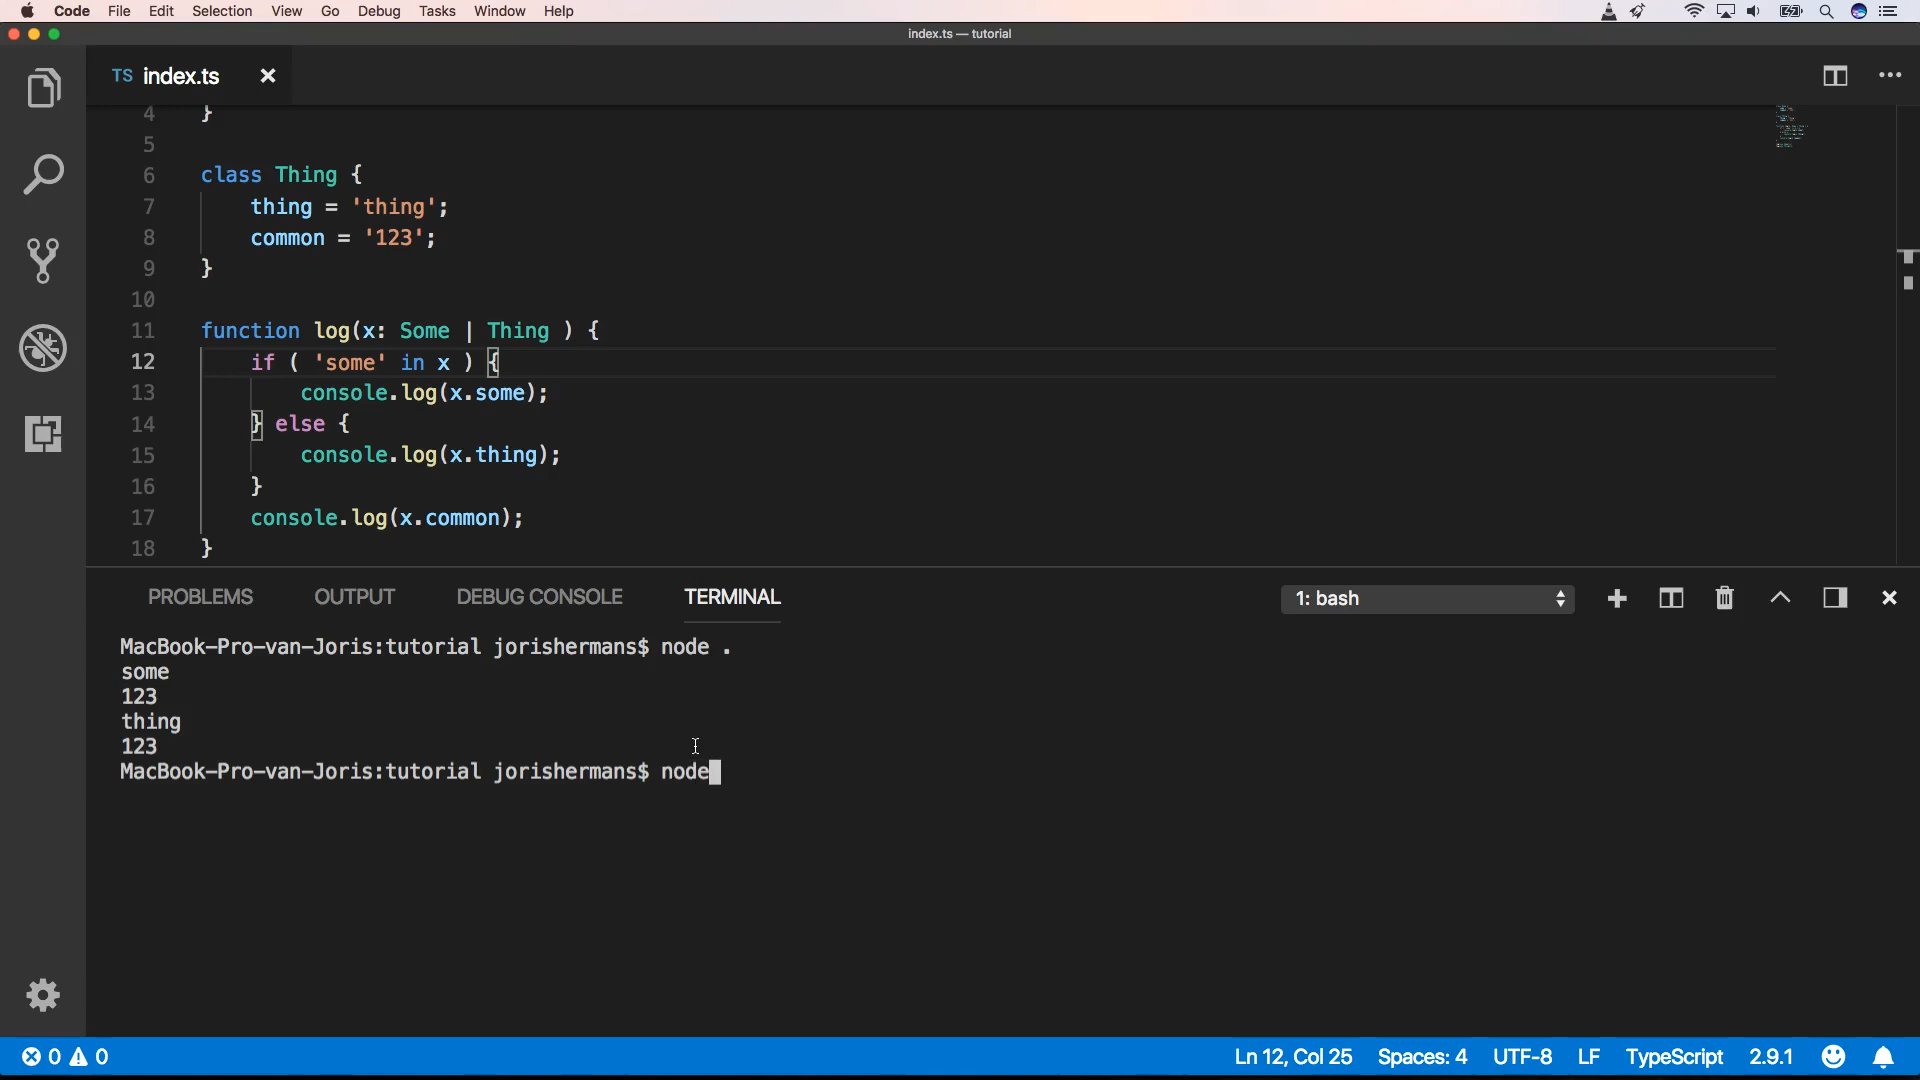 Code File Edit Selection View Go Debug Tasks Window Help
index.ts — tutorial
TS index.ts
4 }
5
6 class Thing {
7 thing = 'thing';
8 common = '123';
9 }
10
11 function log(x: Some | Thing ) {
12 if ( 'some' in x ) {
13 console.log(x.some);
14 } else {
15 console.log(x.thing);
16 }
17 console.log(x.common);
18 }
PROBLEMS OUTPUT DEBUG CONSOLE TERMINAL 1: bash
MacBook-Pro-van-Joris:tutorial jorishermans$ node .
some
123
thing
123
MacBook-Pro-van-Joris:tutorial jorishermans$ node
0 0 Ln 12, Col 25 Spaces: 4 UTF-8 LF TypeScript 2.9.1